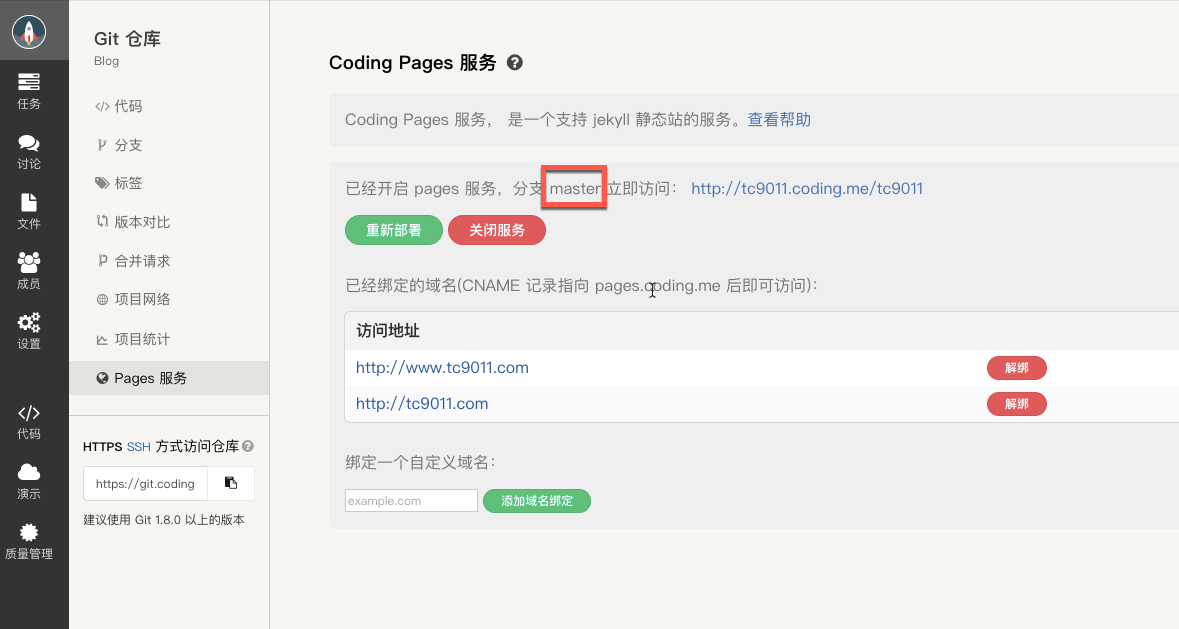 任务
讨论
文件
成员
设置
代码
演示
质量管理
Git 仓库
Blog
代码
分支
标签
版本对比
合并请求
项目网络
项目统计
Pages 服务
HTTPS SSH 方式访问仓库
https://git.coding
建议使用 Git 1.8.0 以上的版本
Coding Pages 服务
Coding Pages 服务， 是一个支持 jekyll 静态站的服务。查看帮助
已经开启 pages 服务，分支 master 立即访问： http://tc9011.coding.me/tc9011
重新部署 关闭服务
已经绑定的域名(CNAME 记录指向 pages.coding.me 后即可访问)：
访问地址
http://www.tc9011.com 解绑
http://tc9011.com 解绑
绑定一个自定义域名：
example.com 添加域名绑定